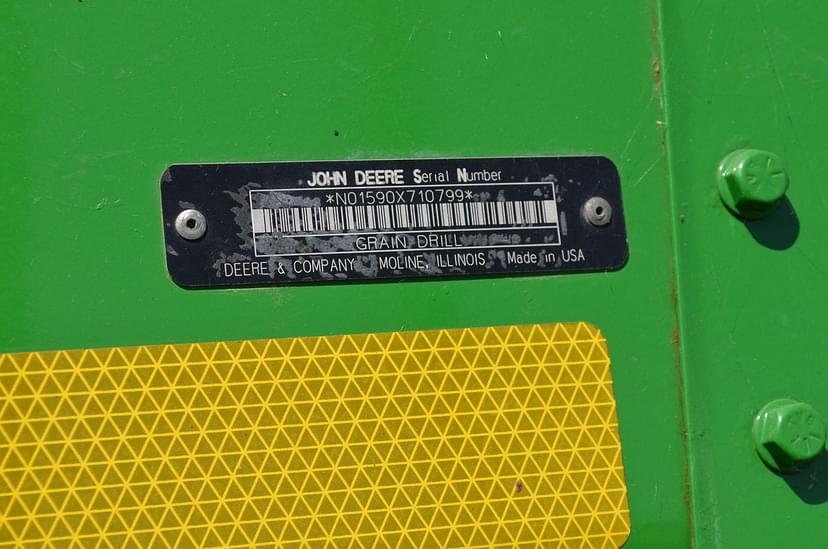 JOHN DEERE Serial Number
*N01590X710799*
GRAIN DRILL
DEERE & COMPANY MOLINE, ILLINOIS Made in USA